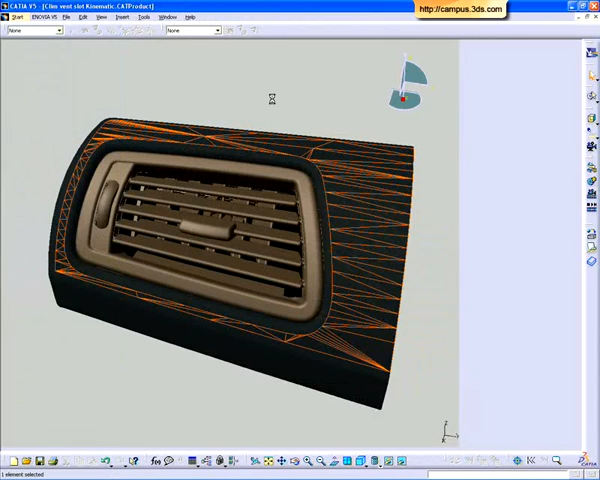 CATIA V5 - [Clim vent slot Kinematic.CATProduct]
http://campus.3ds.com
Start ENOVIA V5 File Edit View Insert Tools Window Help
None
None
z
x
f(x)
CATIA
1 element selected